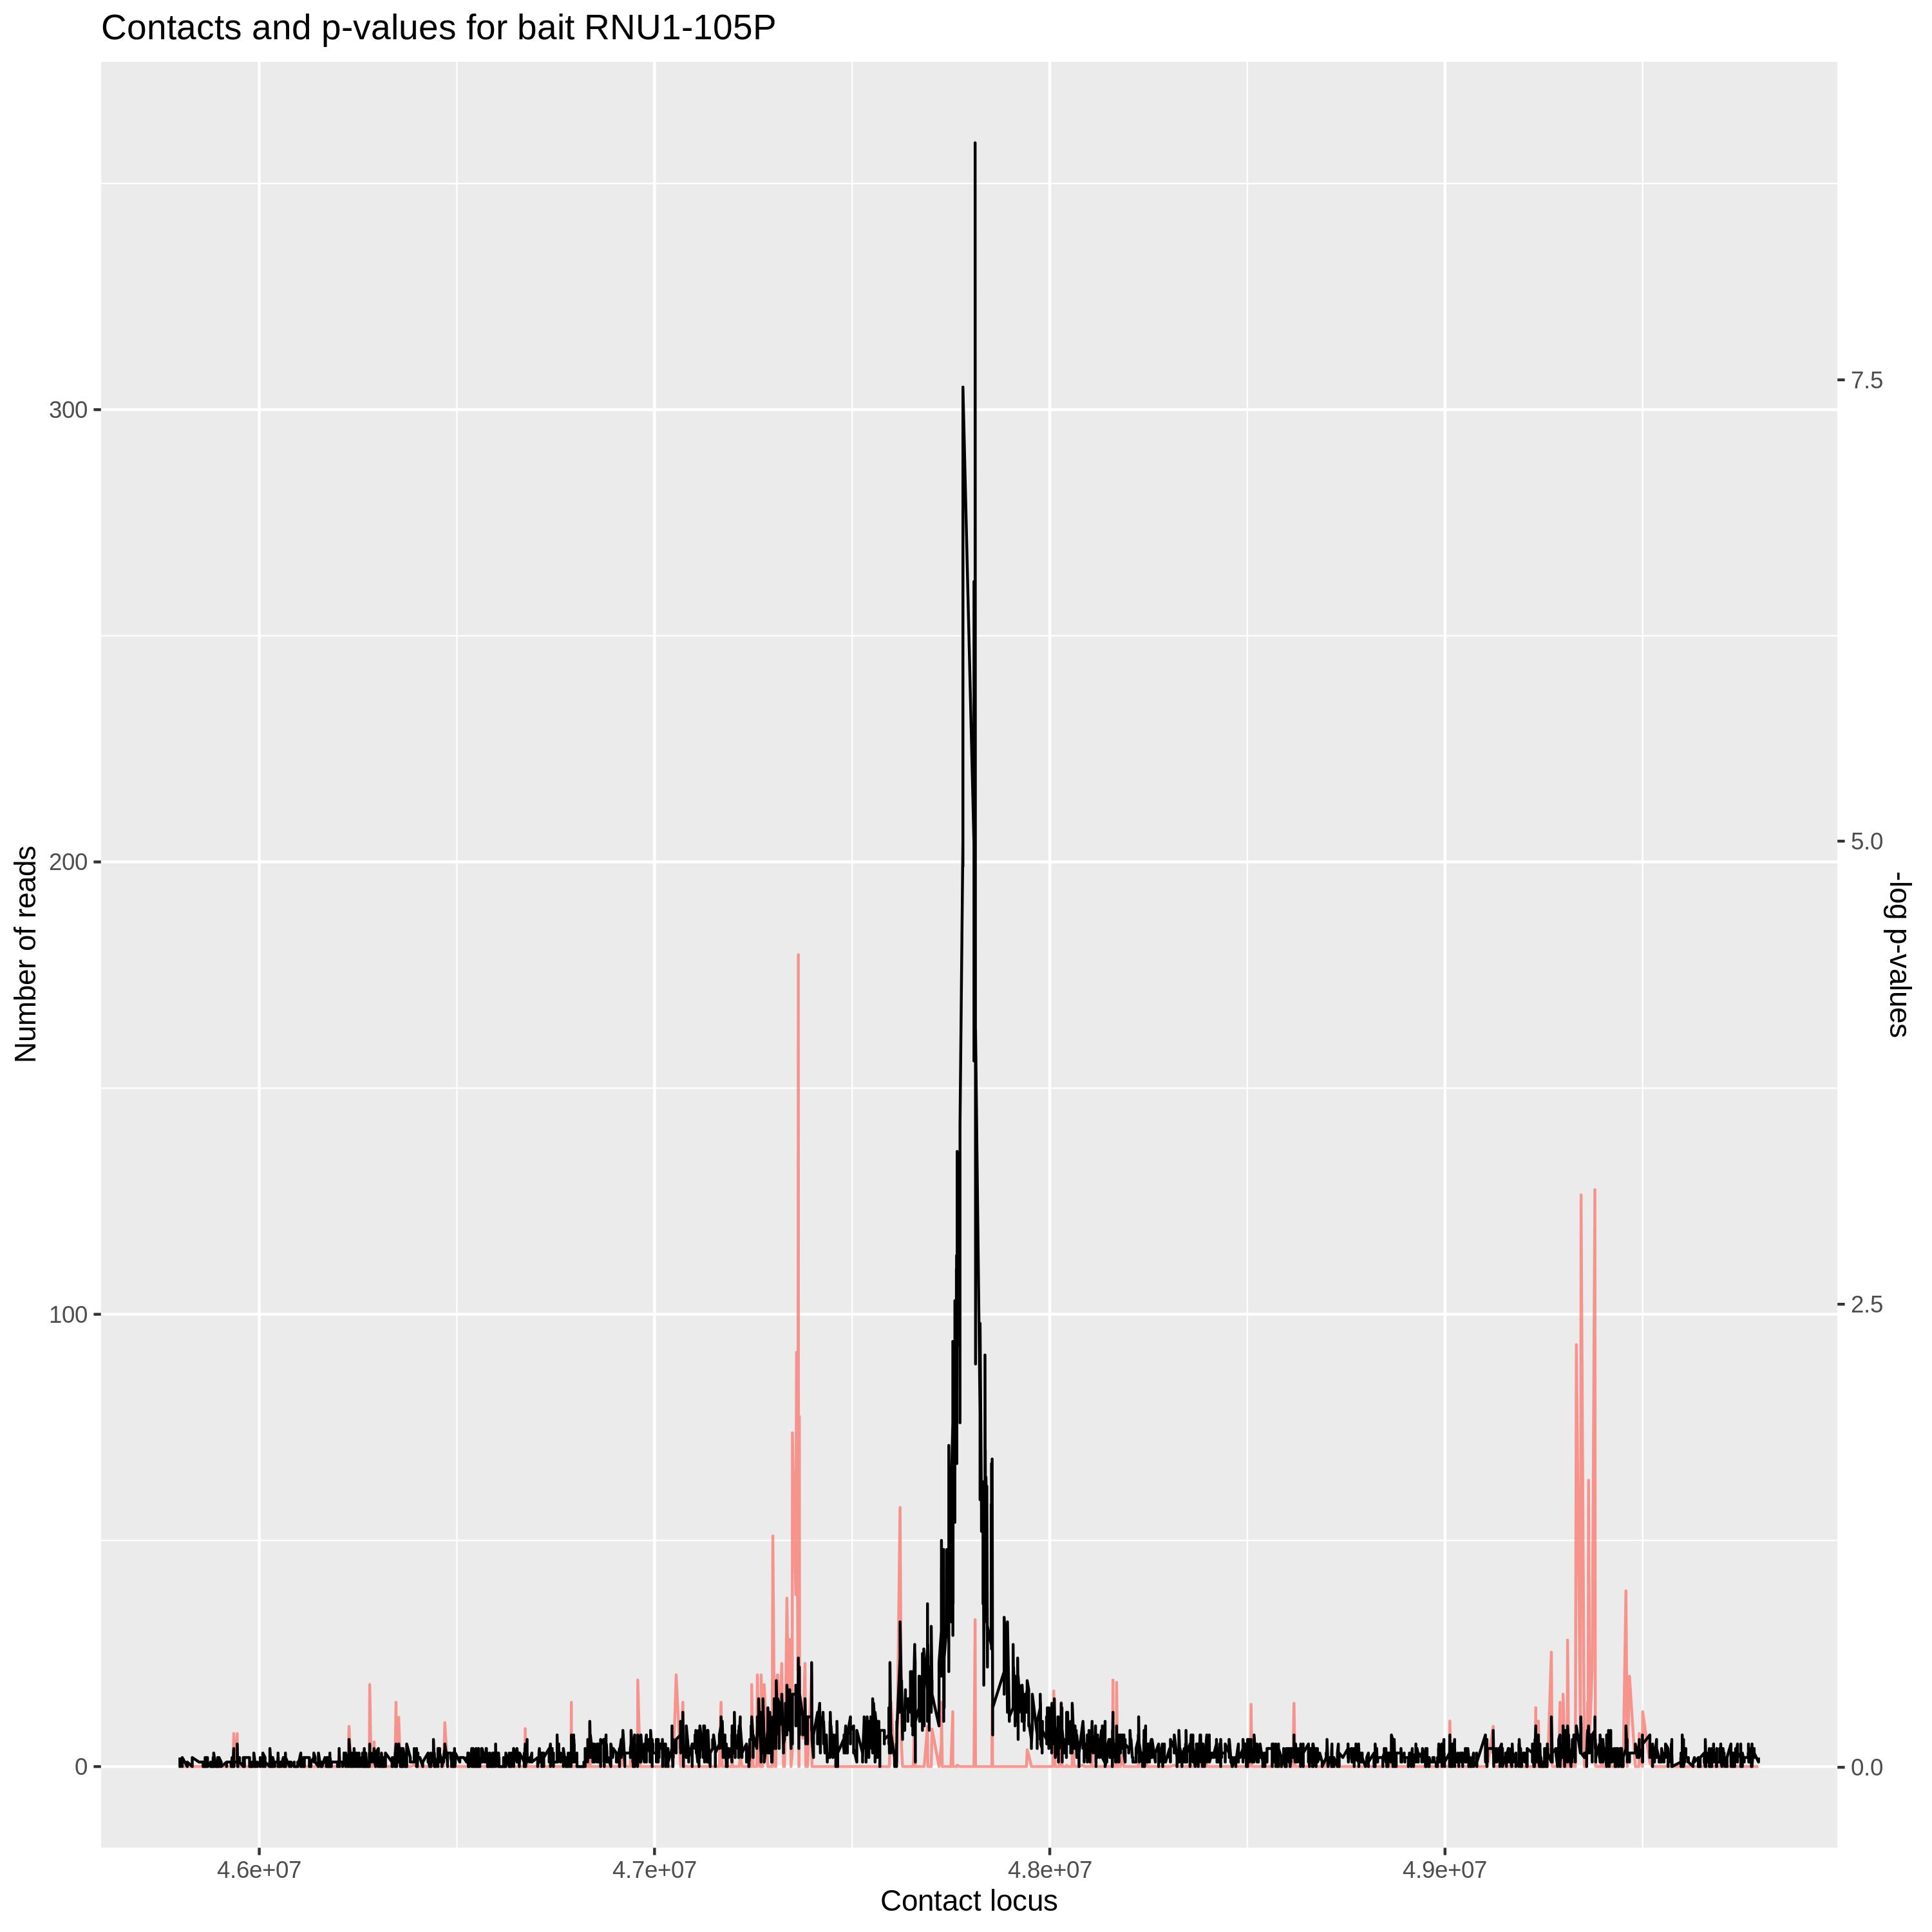 Contacts and p-values for bait RNU1-105P
300
200
100
0
Number of reads
7.5
5.0
2.5
0.0
-log p-values
4.6e+07
4.7e+07
4.8e+07
4.9e+07
Contact locus